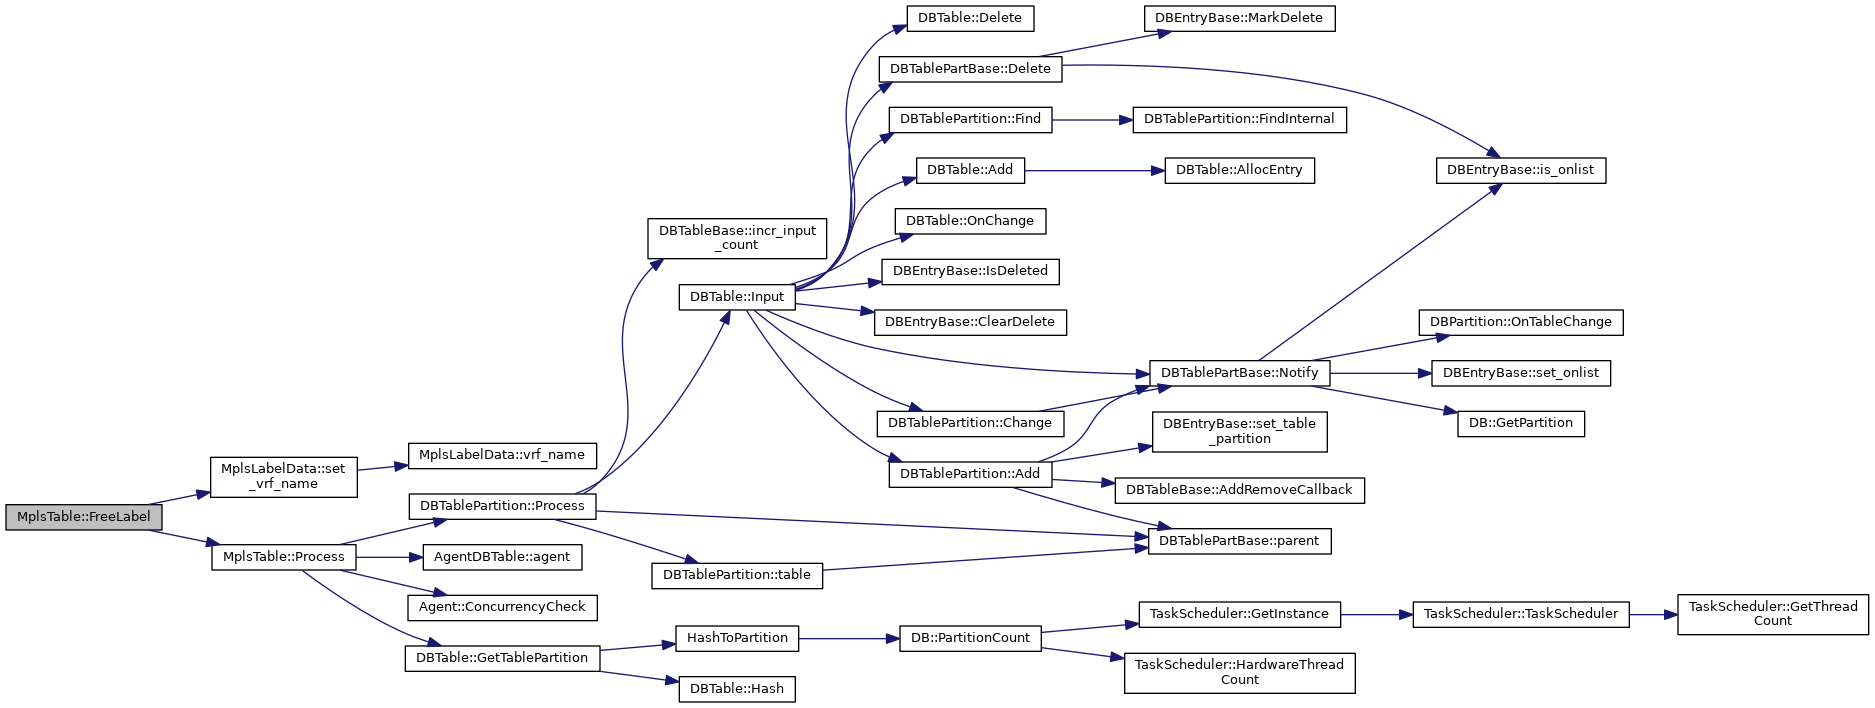 MplsTable::FreeLabel
MplsLabelData::set
_vrf_name
MplsLabelData::vrf_name
MplsTable::Process
DBTablePartition::Process
AgentDBTable::agent
Agent::ConcurrencyCheck
DBTable::GetTablePartition
DBTableBase::incr_input
_count
DBTable::Input
DBTablePartition::table
HashToPartition
DBTable::Hash
DBTable::Delete
DBTablePartBase::Delete
DBTablePartition::Find
DBTable::Add
DBTable::OnChange
DBEntryBase::IsDeleted
DBEntryBase::ClearDelete
DBTablePartition::Change
DBTablePartition::Add
DB::PartitionCount
DBEntryBase::MarkDelete
DBTablePartition::FindInternal
DBTable::AllocEntry
DBTablePartBase::Notify
DBEntryBase::set_table
_partition
DBTableBase::AddRemoveCallback
DBTablePartBase::parent
TaskScheduler::GetInstance
TaskScheduler::HardwareThread
Count
DBEntryBase::is_onlist
DBPartition::OnTableChange
DBEntryBase::set_onlist
DB::GetPartition
TaskScheduler::TaskScheduler
TaskScheduler::GetThread
Count